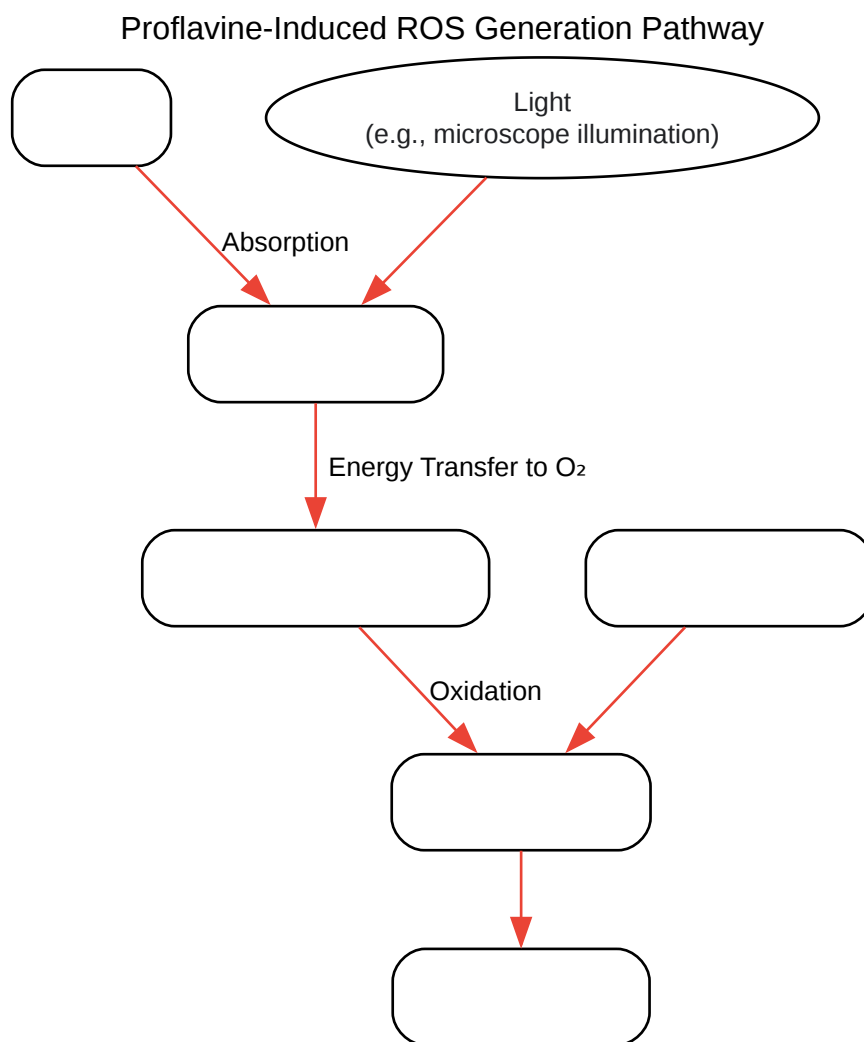 Proflavine-Induced ROS Generation Pathway
Light
(e.g., microscope illumination)
Absorption
Energy Transfer to O₂
Oxidation